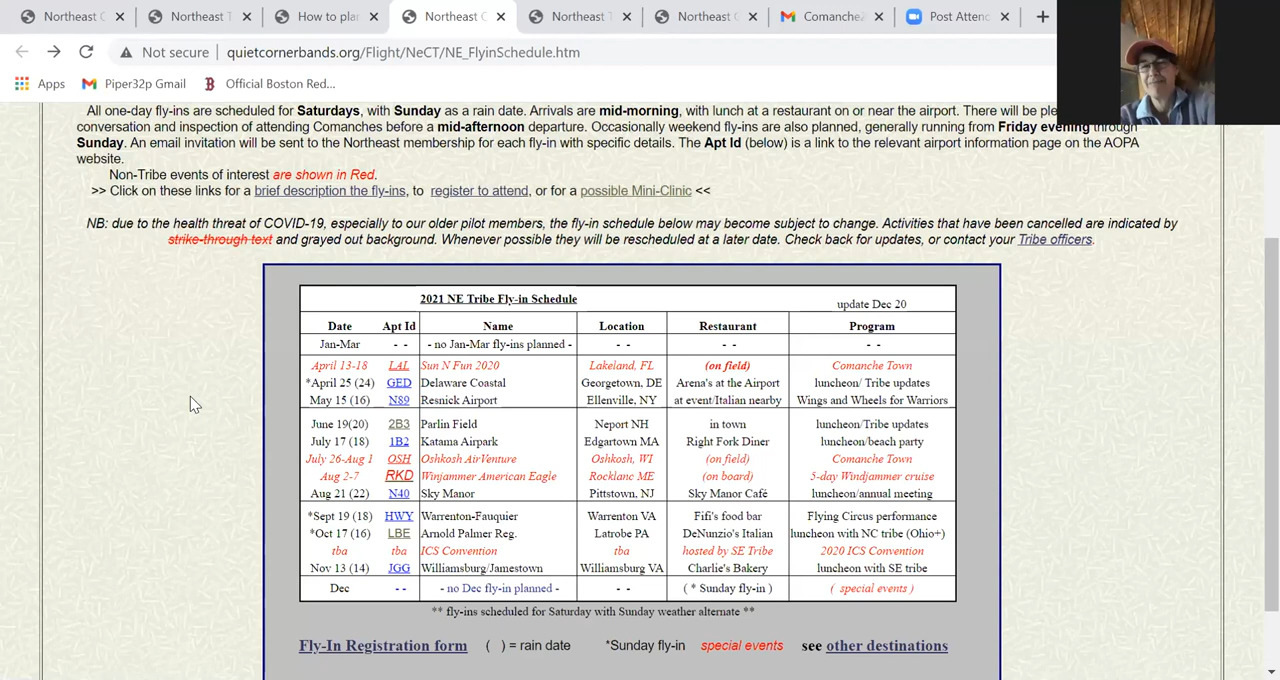 Northeast C × Northeast T × How to plan × Northeast C × Northeast T × Northeast C × Comanche × Post Attend × +
Not secure quietcornerbands.org/Flight/NeCT/NE_FlyinSchedule.htm
Apps Piper32p Gmail Official Boston Red...
All one-day fly-ins are scheduled for Saturdays, with Sunday as a rain date. Arrivals are mid-morning, with lunch at a restaurant on or near the airport. There will be
conversation and inspection of attending Comanches before a mid-afternoon departure. Occasionally weekend fly-ins are also planned, generally running from Friday evening through
Sunday. An email invitation will be sent to the Northeast membership for each fly-in with specific details. The Apt Id (below) is a link to the relevant airport information page on the AOPA
website.
Non-Tribe events of interest are shown in Red.
>> Click on these links for a brief description the fly-ins, to register to attend, or for a possible Mini-Clinic <<
NB: due to the health threat of COVID-19, especially to our older pilot members, the fly-in schedule below may become subject to change. Activities that have been cancelled are indicated by
strike-through text and grayed out background. Whenever possible they will be rescheduled at a later date. Check back for updates, or contact your Tribe officers.
2021 NE Tribe Fly-in Schedule update Dec 20
Date Apt Id Name Location Restaurant Program
Jan-Mar - - - no Jan-Mar fly-ins planned - - - - - - -
April 13-18 LAL Sun N Fun 2020 Lakeland, FL (on field) Comanche Town
*April 25 (24) GED Delaware Coastal Georgetown, DE Arena's at the Airport luncheon/ Tribe updates
May 15 (16) N89 Resnick Airport Ellenville, NY at event/Italian nearby Wings and Wheels for Warriors
June 19(20) 2B3 Parlin Field Neport NH in town luncheon/Tribe updates
July 17 (18) 1B2 Katama Airpark Edgartown MA Right Fork Diner luncheon/beach party
July 26-Aug 1 OSH Oshkosh AirVenture Oshkosh, WI (on field) Comanche Town
Aug 2-7 RKD Winjammer American Eagle Rocklanc ME (on board) 5-day Windjammer cruise
Aug 21 (22) N40 Sky Manor Pittstown, NJ Sky Manor Café luncheon/annual meeting
*Sept 19 (18) HWY Warrenton-Fauquier Warrenton VA Fifi's food bar Flying Circus performance
*Oct 17 (16) LBE Arnold Palmer Reg. Latrobe PA DeNunzio's Italian luncheon with NC tribe (Ohio+)
tba tba ICS Convention tba hosted by SE Tribe 2020 ICS Convention
Nov 13 (14) JGG Williamsburg/Jamestown Williamsburg VA Charlie's Bakery luncheon with SE tribe
Dec - - - no Dec fly-in planned - - - ( * Sunday fly-in ) ( special events )
** fly-ins scheduled for Saturday with Sunday weather alternate **
Fly-In Registration form ( ) = rain date *Sunday fly-in special events see other destinations